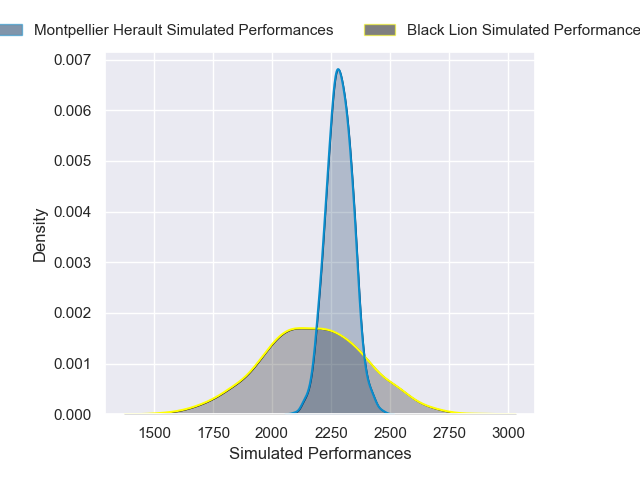 Montpellier Herault Simulated Performances
Black Lion Simulated Performance
0.007
0.006
0.005
0.004
0.003
0.002
0.001
0.000
Density
1500 1750 2000 2250 2500 2750 3000
Simulated Performances